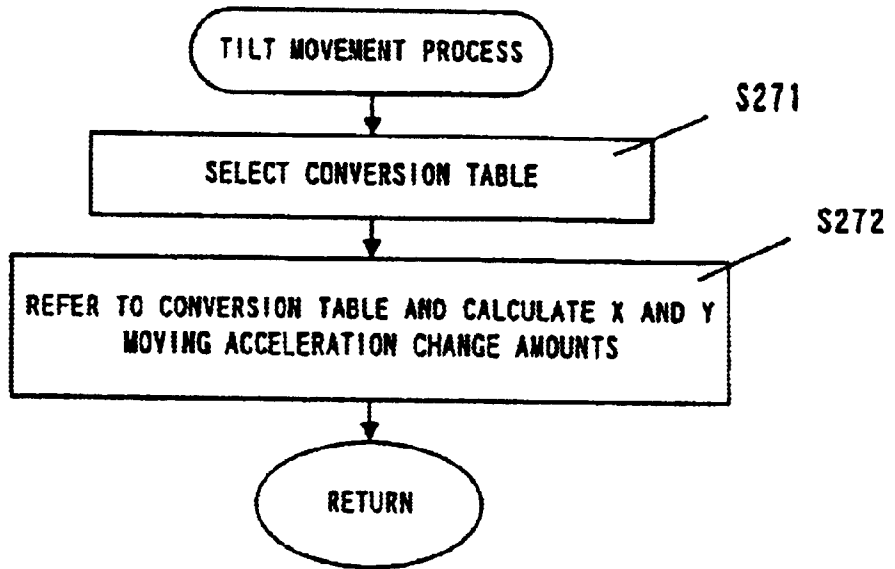 TILT MOVEMENT PROCESS
S271
SELECT CONVERSION TABLE
S272
REFER TO CONVERSION TABLE AND CALCULATE X AND Y
MOVING ACCELERATION CHANGE AMOUNTS
RETURN